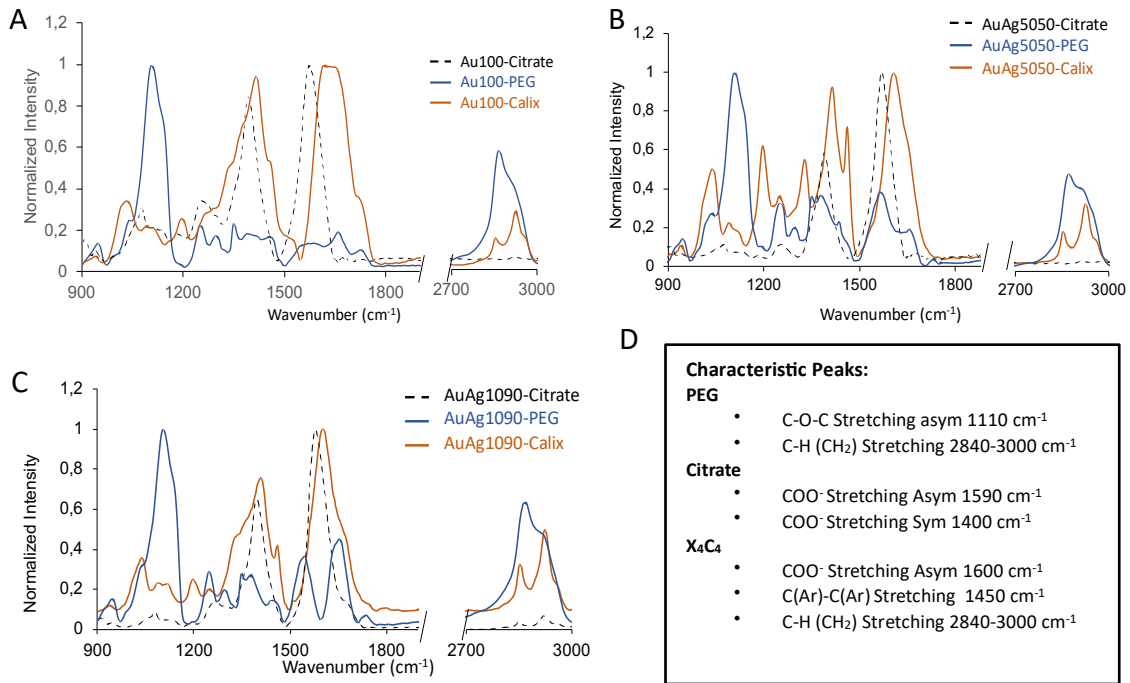 A
1,2
1
0,8
0,6
0,4
0,2
0
Normalized Intensity
900
1200
1500
1800
2700
3000
Wavenumber (cm-1)
Au100-Citrate
Au100-PEG
Au100-Calix
B
1,2
1
0,8
0,6
0,4
0,2
0
Normalized Intensity
900
1200
1500
1800
2700
3000
Wavenumber (cm-1)
AuAg5050-Citrate
AuAg5050-PEG
AuAg5050-Calix
C
1,2
1
0,8
0,6
0,4
0,2
0
Normalized Intensity
900
1200
1500
1800
2700
3000
Wavenumber (cm-1)
AuAg1090-Citrate
AuAg1090-PEG
AuAg1090-Calix
D
Characteristic Peaks:
PEG
• C-O-C Stretching asym 1110 cm-1
• C-H (CH2) Stretching 2840-3000 cm-1
Citrate
• COO- Stretching Asym 1590 cm-1
• COO- Stretching Sym 1400 cm-1
X4C4
• COO- Stretching Asym 1600 cm-1
• C(Ar)-C(Ar) Stretching 1450 cm-1
• C-H (CH2) Stretching 2840-3000 cm-1